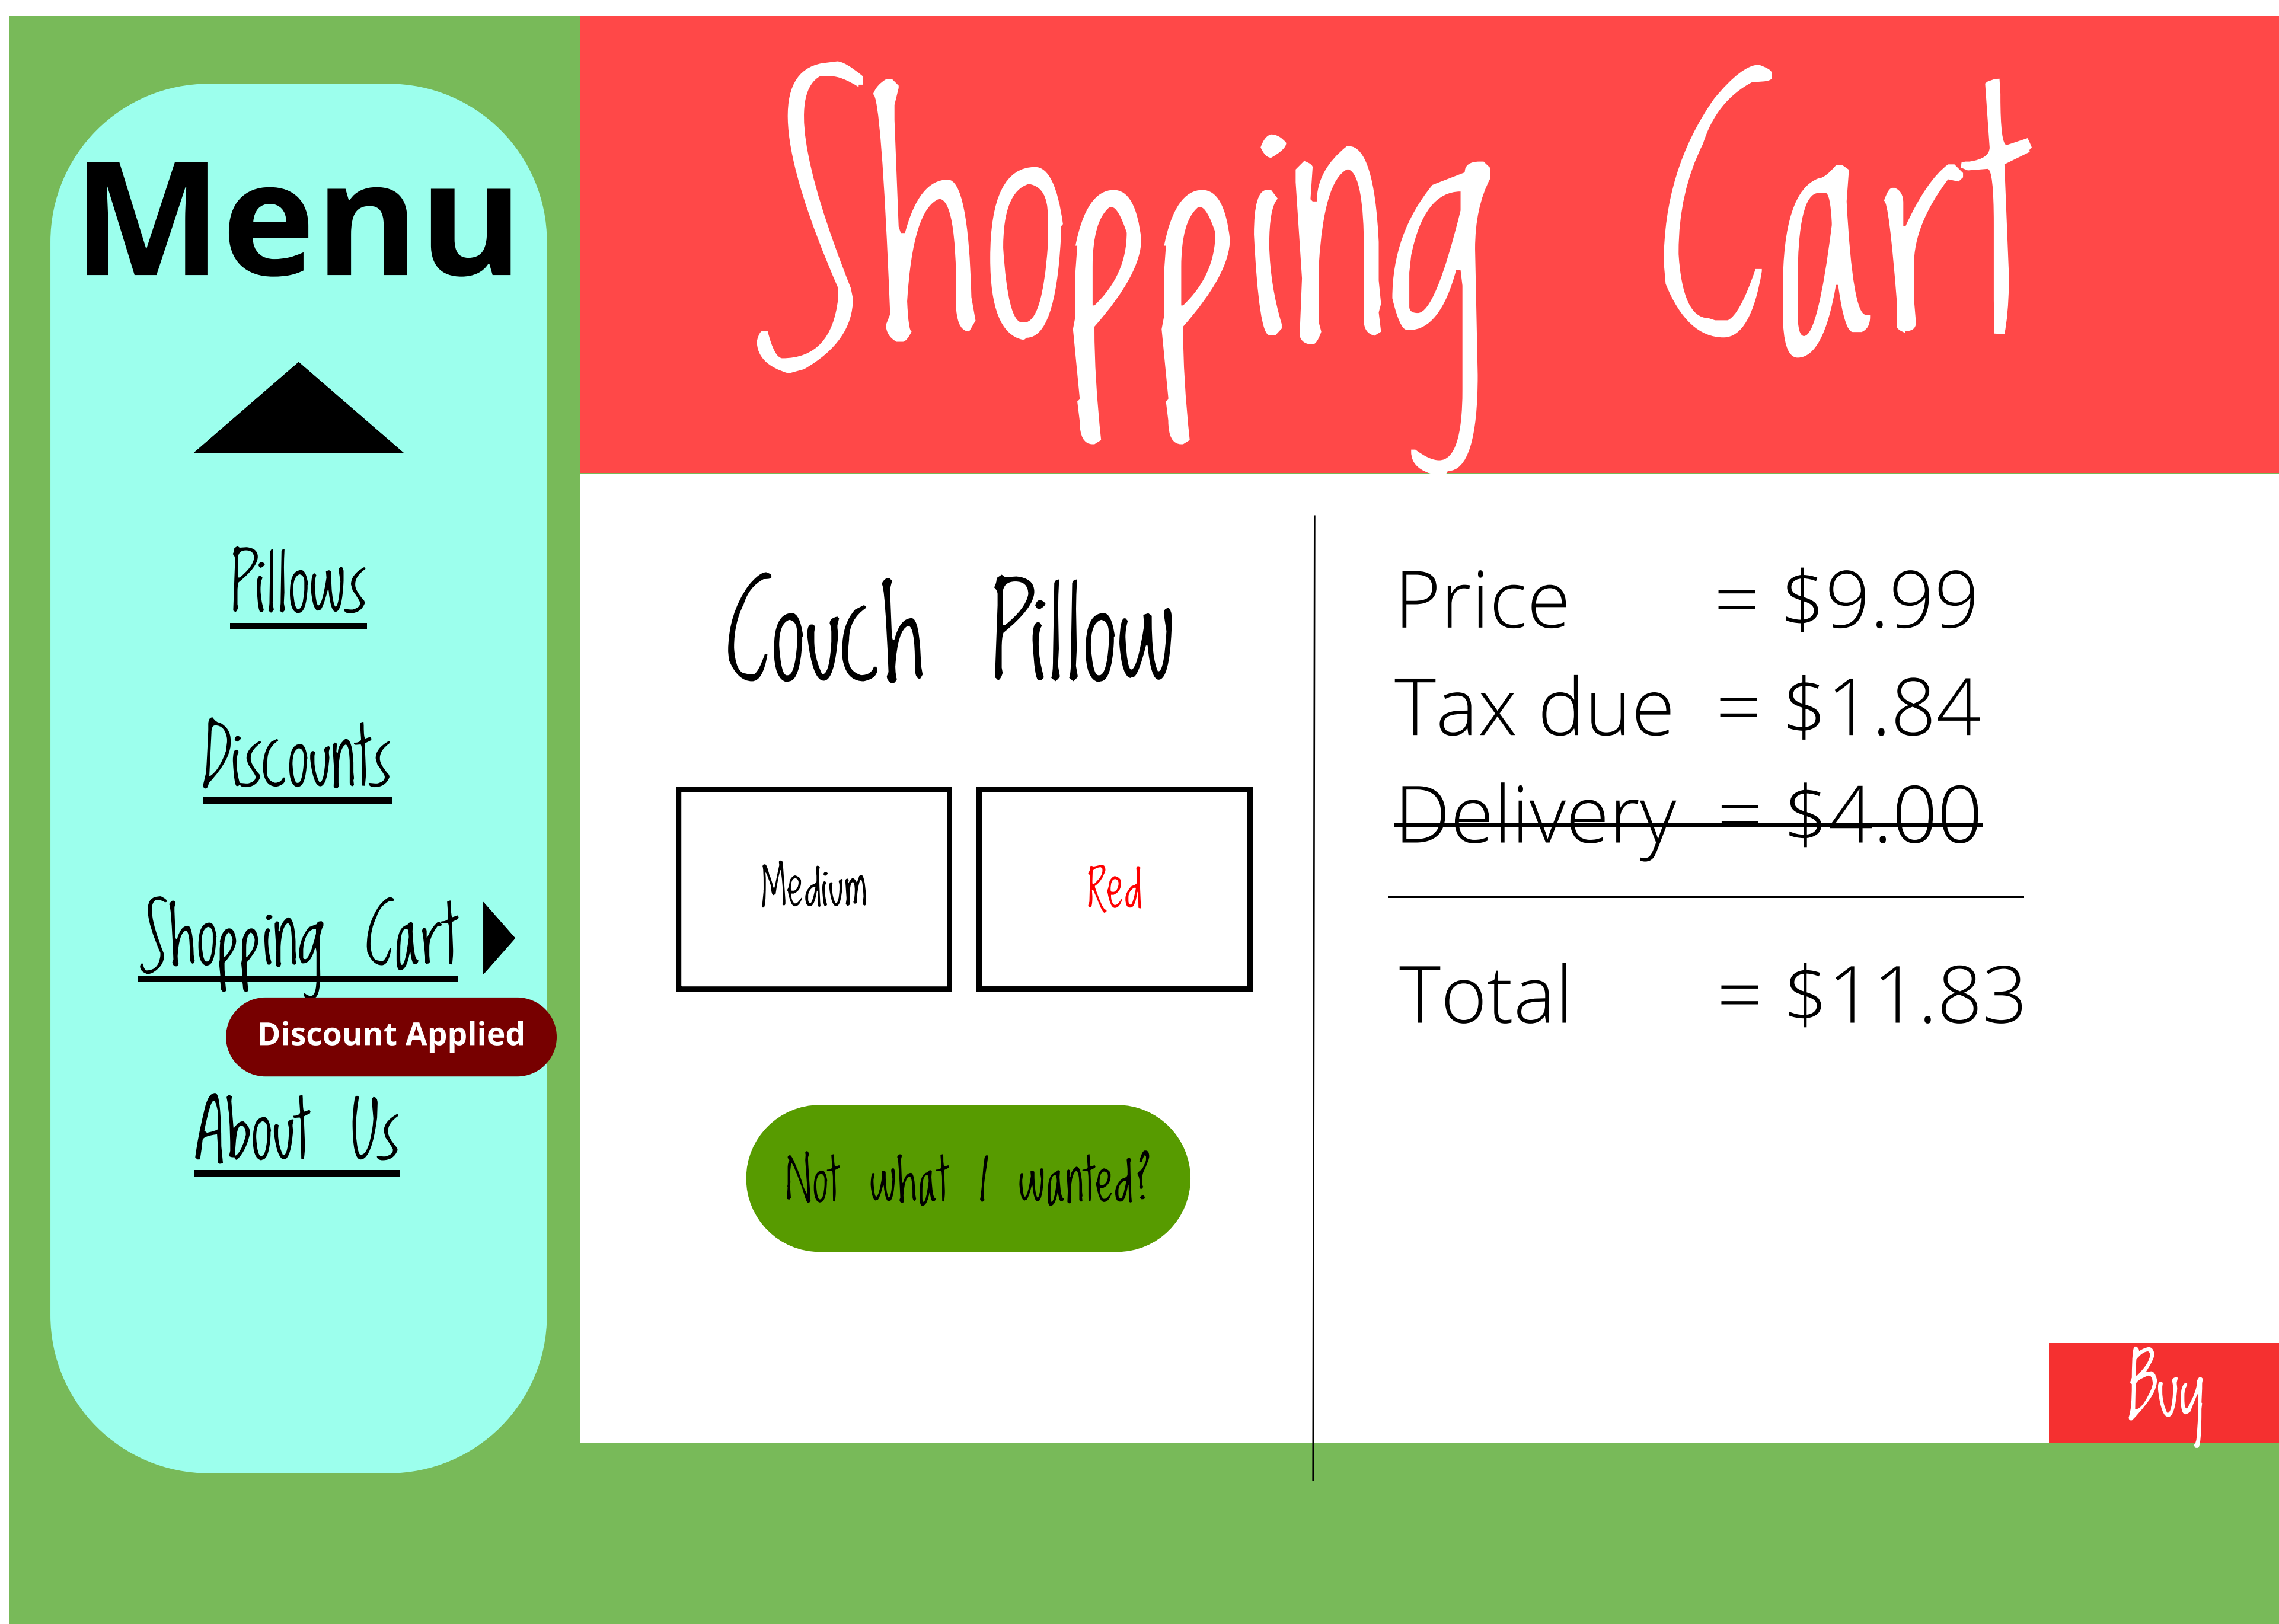 Menu
Pillows
Discounts
Shopping Cart
Discount Applied
About Us
Shopping Cart
Couch Pillow
Medium
Red
Not what I wanted?
Price = $9.99
Tax due = $1.84
Delivery = $4.00
Total = $11.83
Buy